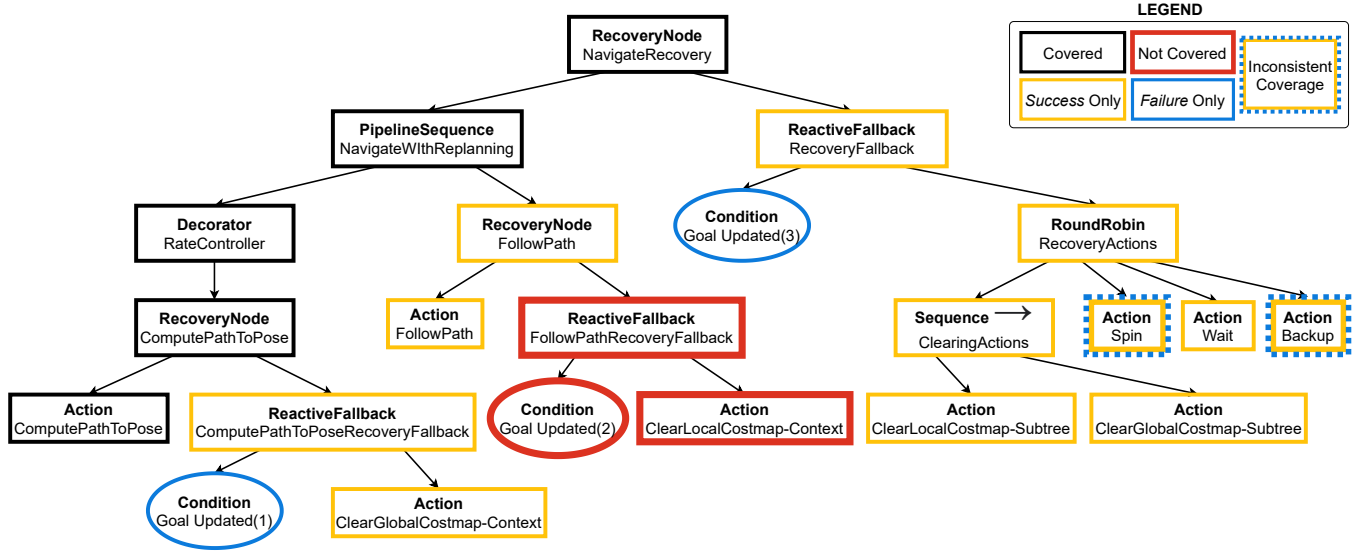 LEGEND
Covered
Not Covered
Inconsistent
Coverage
Success Only
Failure Only
RecoveryNode
NavigateRecovery
PipelineSequence
NavigateWIthReplanning
ReactiveFallback
RecoveryFallback
Decorator
RateController
RecoveryNode
FollowPath
Condition
Goal Updated(3)
RoundRobin
RecoveryActions
RecoveryNode
ComputePathToPose
Action
FollowPath
ReactiveFallback
FollowPathRecoveryFallback
Sequence →
ClearingActions
Action
Spin
Action
Wait
Action
Backup
Action
ComputePathToPose
ReactiveFallback
ComputePathToPoseRecoveryFallback
Condition
Goal Updated(2)
Action
ClearLocalCostmap-Context
Action
ClearLocalCostmap-Subtree
Action
ClearGlobalCostmap-Subtree
Condition
Goal Updated(1)
Action
ClearGlobalCostmap-Context